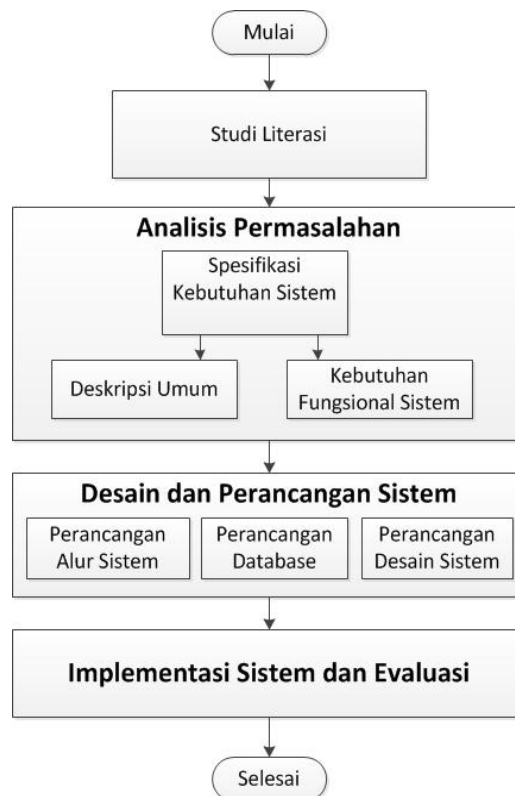 Mulai
Studi Literasi
Analisis Permasalahan
Spesifikasi
Kebutuhan Sistem
Deskripsi Umum
Kebutuhan
Fungsional Sistem
Desain dan Perancangan Sistem
Perancangan
Alur Sistem
Perancangan
Database
Perancangan
Desain Sistem
Implementasi Sistem dan Evaluasi
Selesai